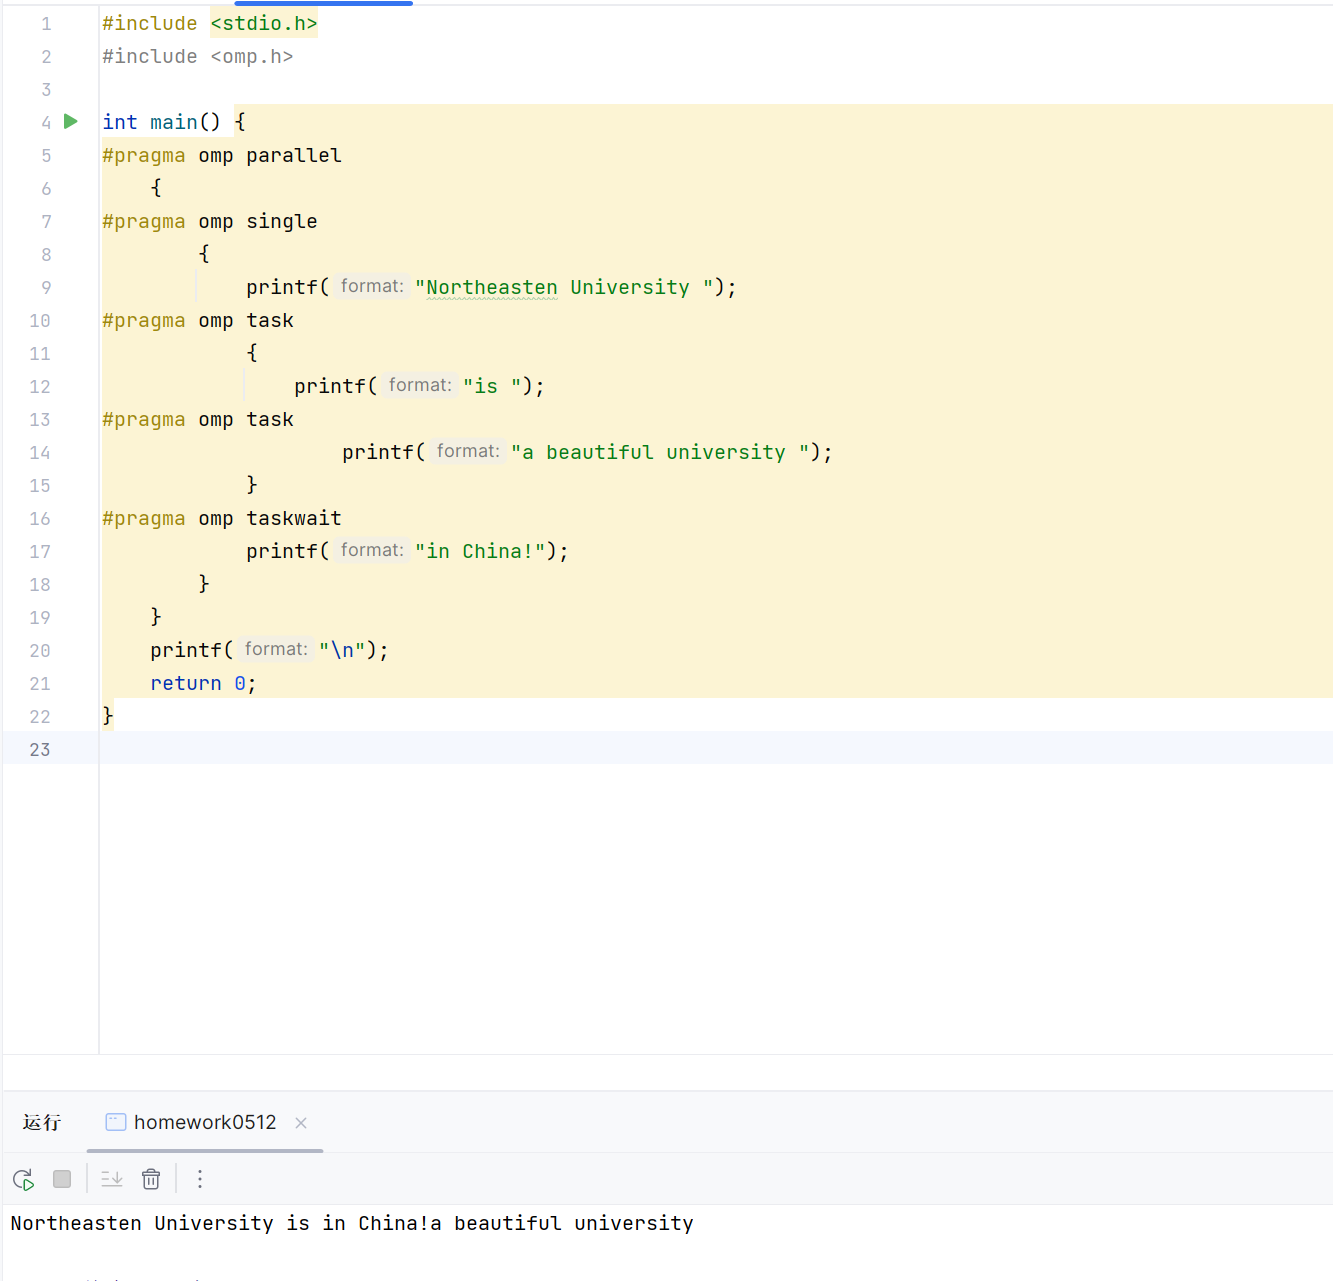 1 #include <stdio.h>
2 #include <omp.h>
3
4 int main() {
5 #pragma omp parallel
6 {
7 #pragma omp single
8 {
9 printf( format: "Northeasten University ");
10 #pragma omp task
11 {
12 printf( format: "is ");
13 #pragma omp task
14 printf( format: "a beautiful university ");
15 }
16 #pragma omp taskwait
17 printf( format: "in China!");
18 }
19 }
20 printf( format: "\n");
21 return 0;
22 }
23
运行 homework0512
Northeasten University is in China!a beautiful university